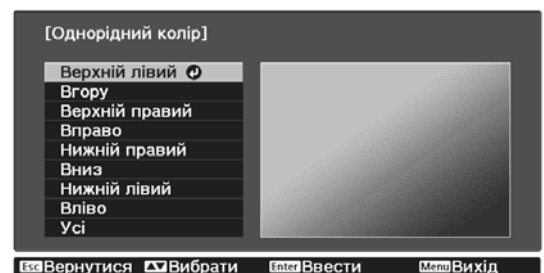 [Однорідний колір]
Верхній лівий
Вгору
Верхній правий
Вправо
Нижній правий
Вниз
Нижній лівий
Вліво
Усі
Esc Вернутися Вибрати Enter Ввести Menu Вихід